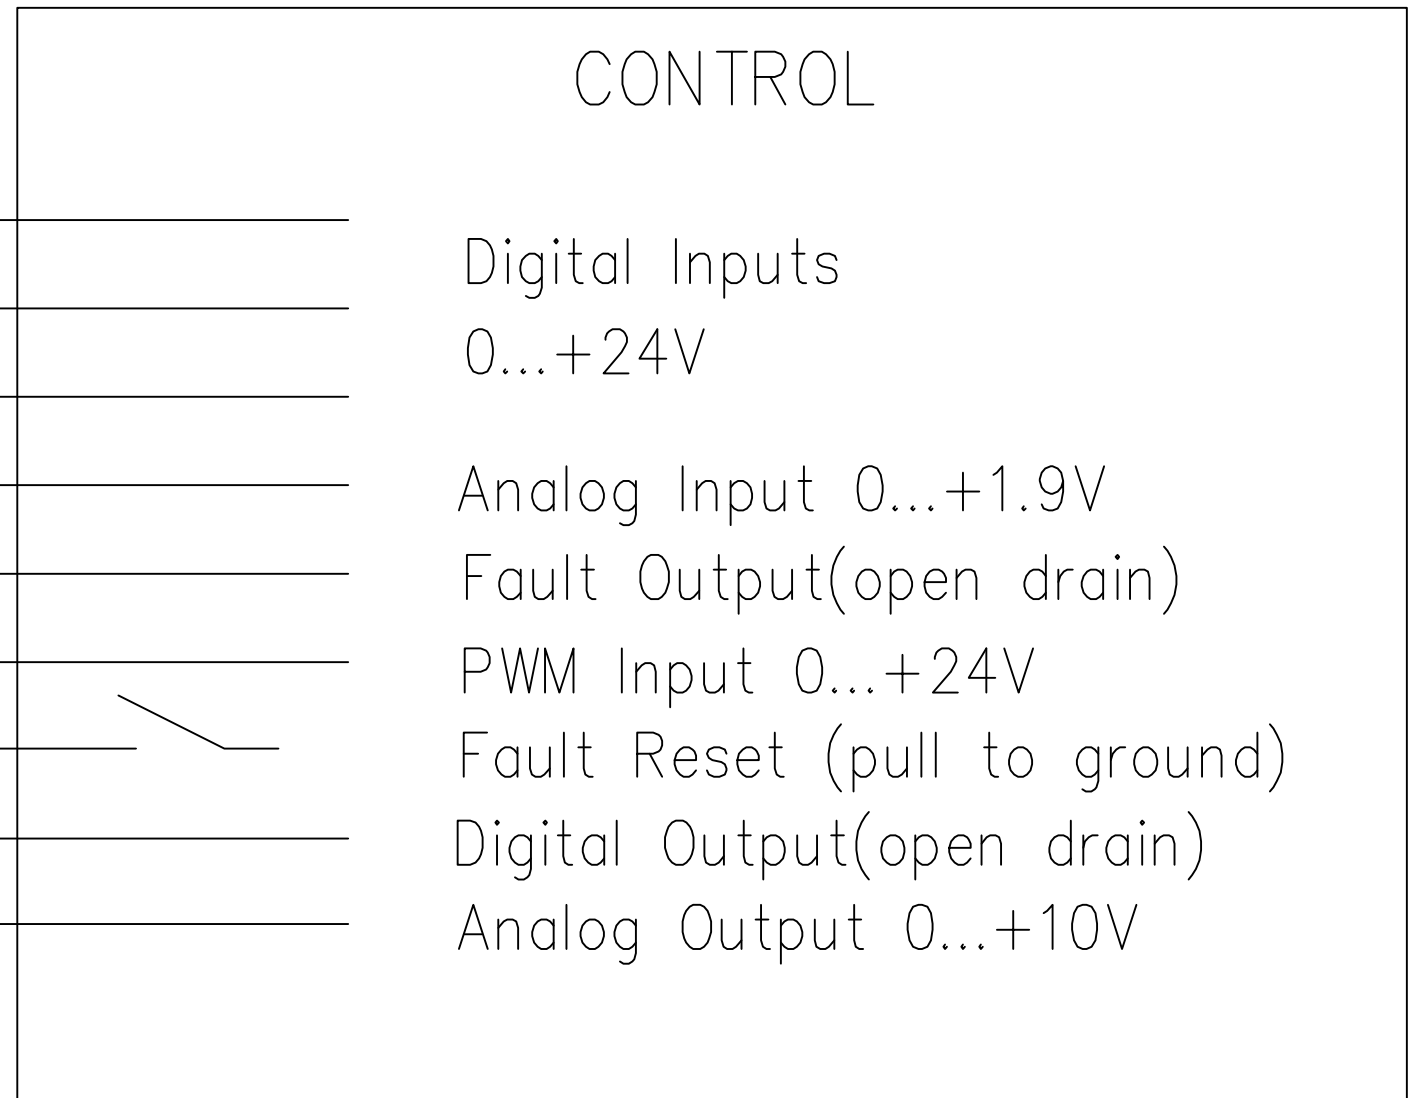 CONTROL
Digital Inputs
0...+24V
Analog Input 0...+1.9V
Fault Output(open drain)
PWM Input 0...+24V
Fault Reset (pull to ground)
Digital Output(open drain)
Analog Output 0...+10V